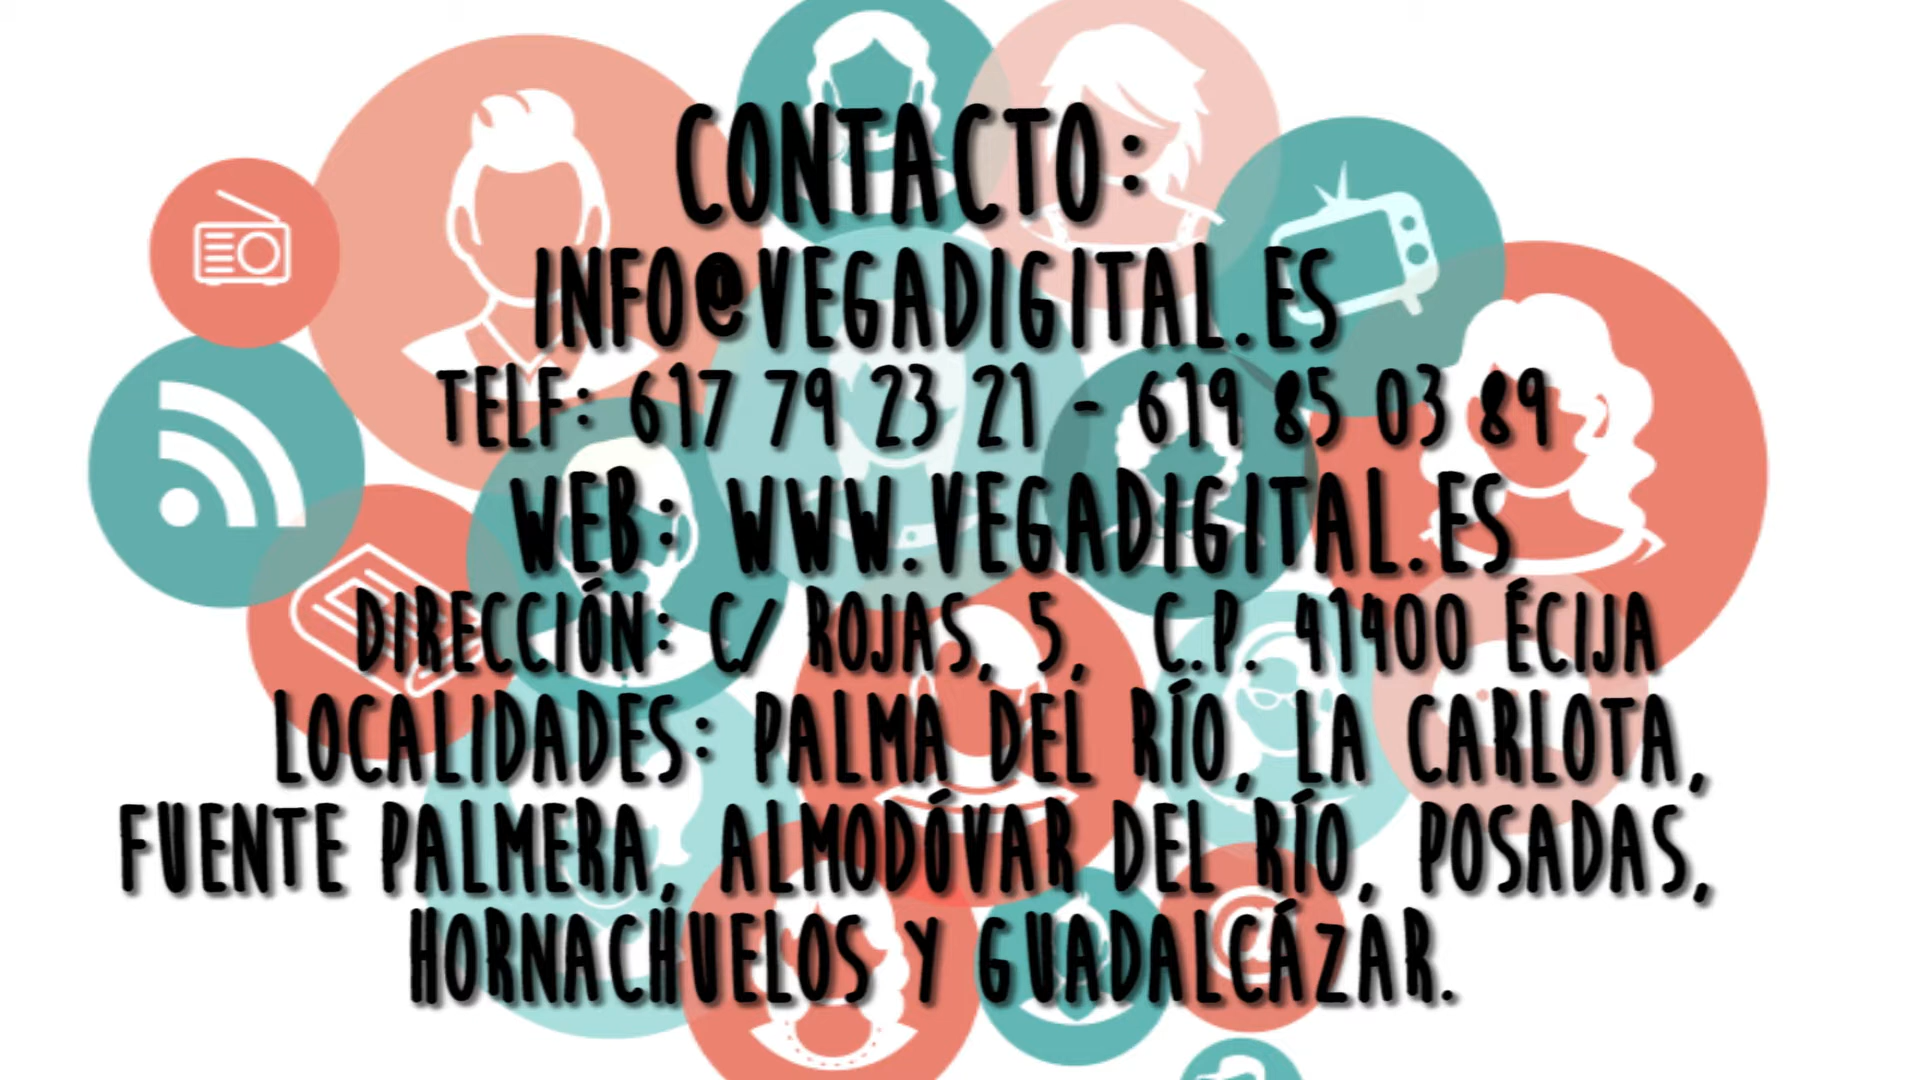 CONTACTO:
INFO@VEGADIGITAL.ES
TELF: 617 79 23 21 - 619 85 03 89
WEB: WWW.VEGADIGITAL.ES
DIRECCIÓN: C/ ROJAS, 5, C.P. 41400 ÉCIJA
LOCALIDADES: PALMA DEL RÍO, LA CARLOTA,
FUENTE PALMERA, ALMODÓVAR DEL RÍO, POSADAS,
HORNACHUELOS Y GUADALCÁZAR.